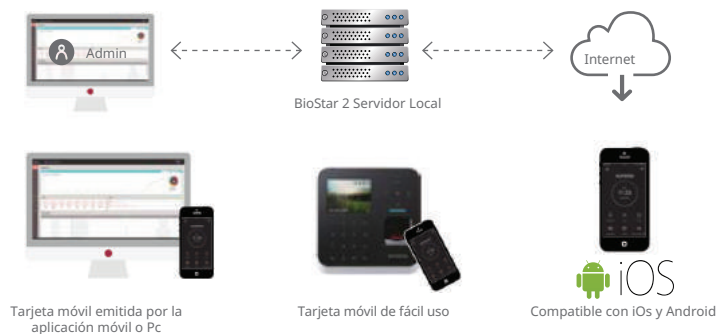 Admin
Internet
BioStar 2 Servidor Local
iOS
Tarjeta móvil emitida por la
aplicación móvil o Pc
Tarjeta móvil de fácil uso
Compatible con iOs y Android